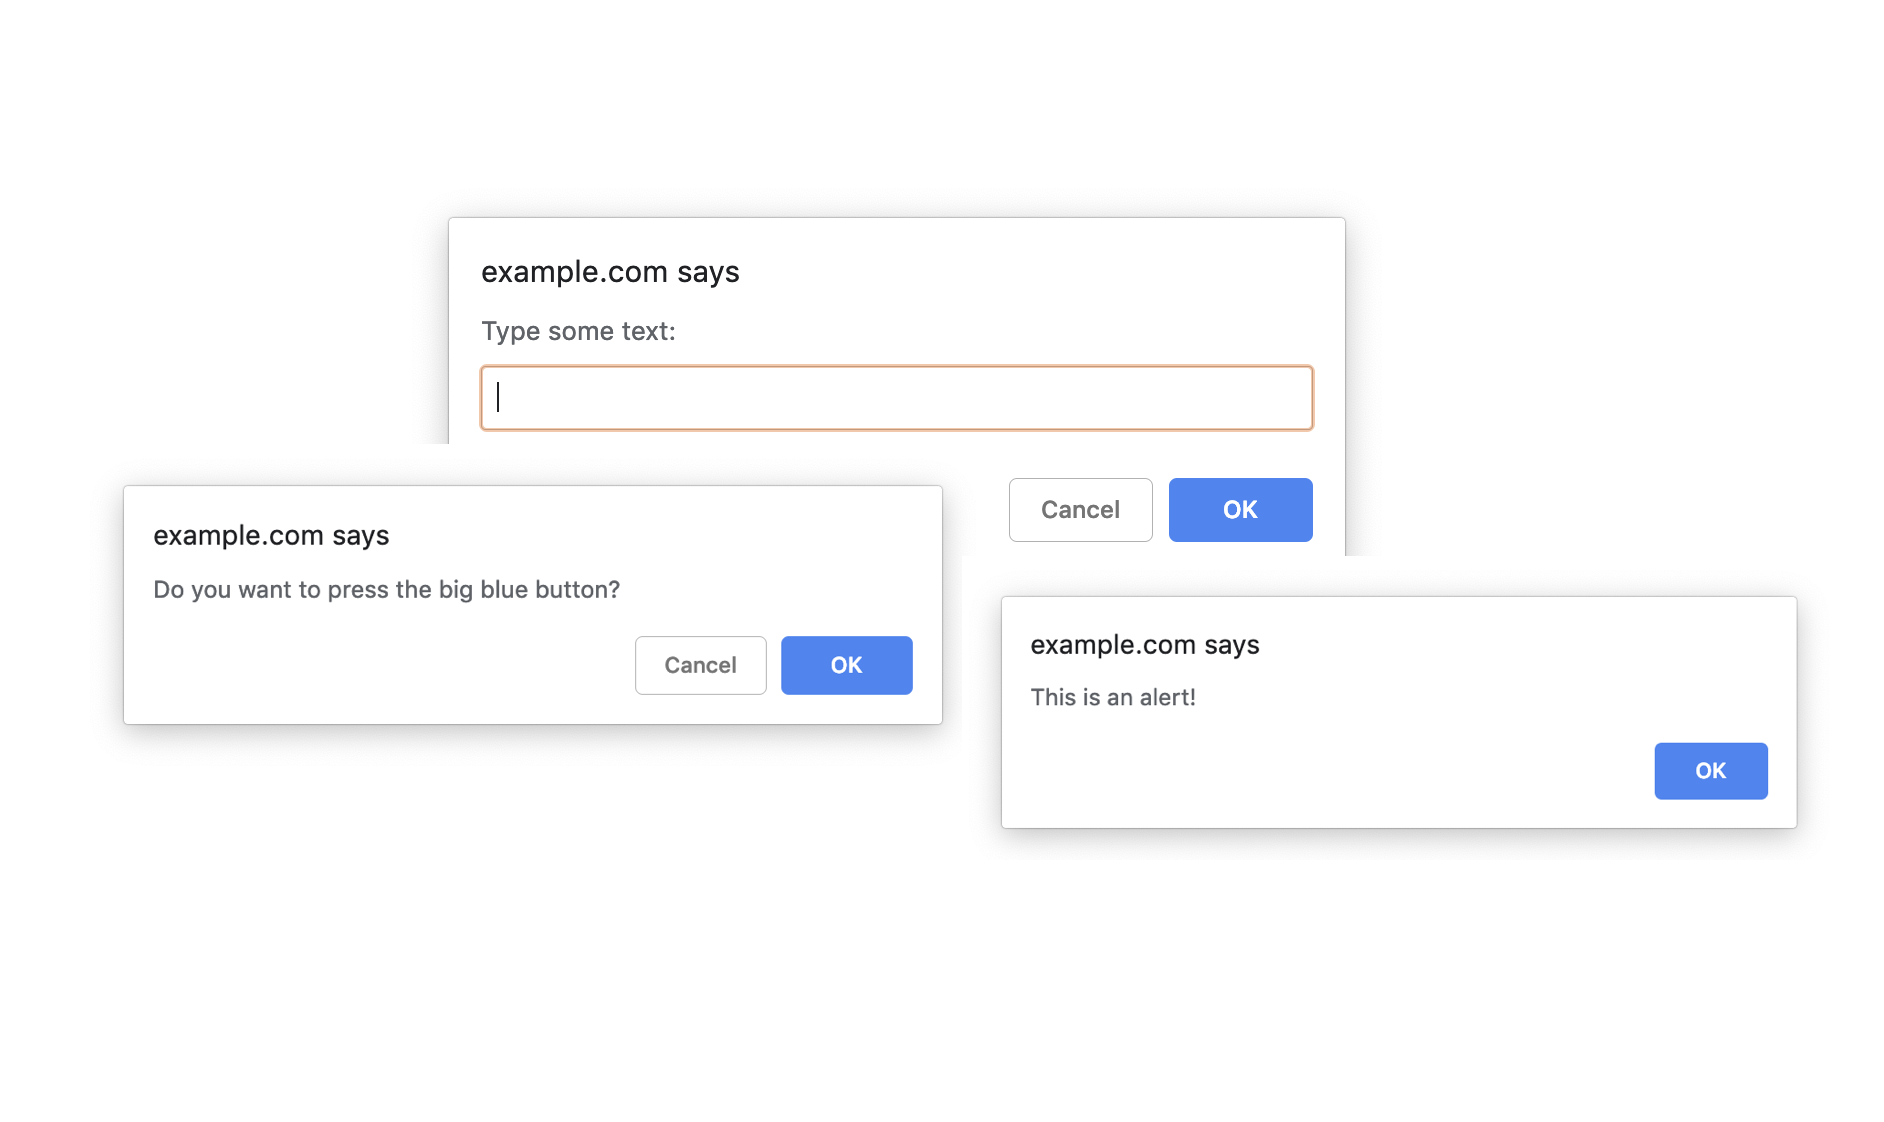 example.com says
Type some text:
Cancel
OK
example.com says
Do you want to press the big blue button?
Cancel
OK
example.com says
This is an alert!
OK